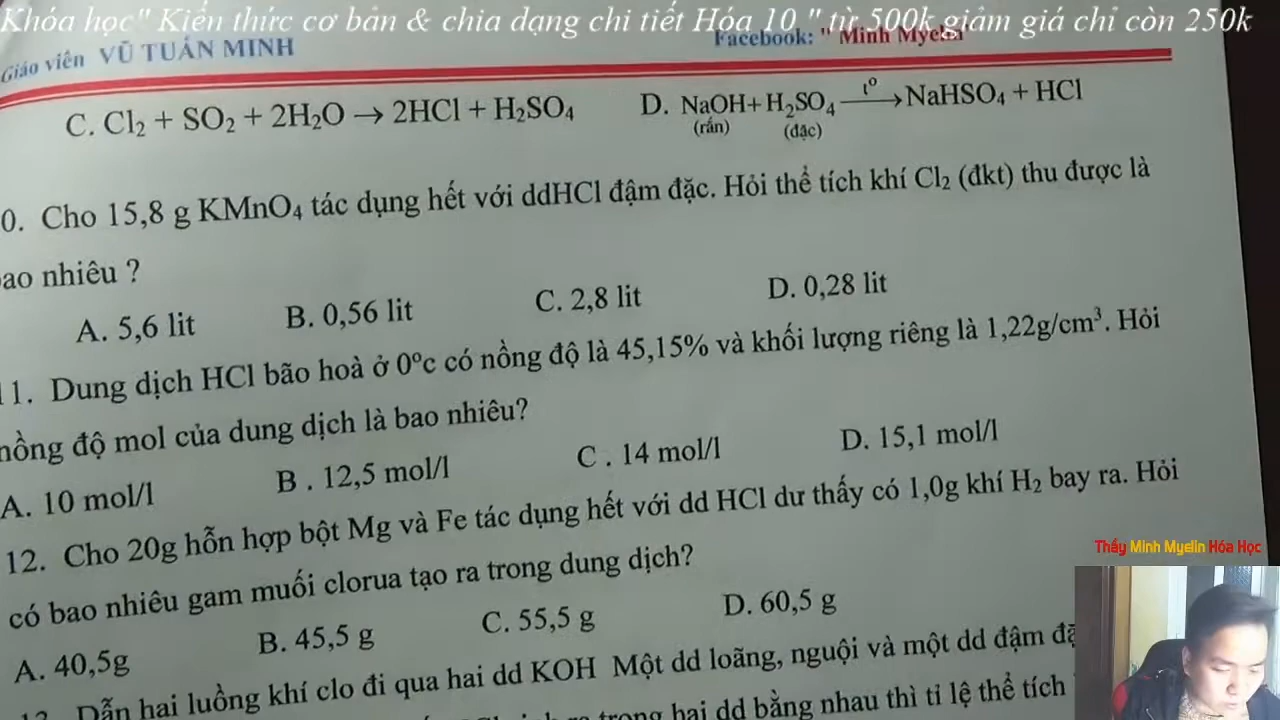 Khóa học" Kiến thức cơ bản & chia dạng chi tiết Hóa 10 " từ 500k giảm giá chỉ còn 250k
Giáo viên VŨ TUẤN MINH
Facebook: " Minh Myelin"
C. Cl₂ + SO₂ + 2H₂O → 2HCl + H₂SO₄ D. NaOH + H₂SO₄ →(t⁰) NaHSO₄ + HCl
(rắn) (đặc)
0. Cho 15,8 g KMnO₄ tác dụng hết với ddHCl đậm đặc. Hỏi thể tích khí Cl₂ (đkt) thu được là
ao nhiêu ?
A. 5,6 lit B. 0,56 lit C. 2,8 lit D. 0,28 lit
11. Dung dịch HCl bão hoà ở 0ºc có nồng độ là 45,15% và khối lượng riêng là 1,22g/cm³. Hỏi
nồng độ mol của dung dịch là bao nhiêu?
A. 10 mol/l B . 12,5 mol/l C . 14 mol/l D. 15,1 mol/l
12. Cho 20g hỗn hợp bột Mg và Fe tác dụng hết với dd HCl dư thấy có 1,0g khí H₂ bay ra. Hỏi
có bao nhiêu gam muối clorua tạo ra trong dung dịch?
A. 40,5g B. 45,5 g C. 55,5 g D. 60,5 g
Dẫn hai luồng khí clo đi qua hai dd KOH Một dd loãng, nguội và một dd đậm
trong hai dd bằng nhau thì tỉ lệ thể tích
Thầy Minh Myelin Hóa Học